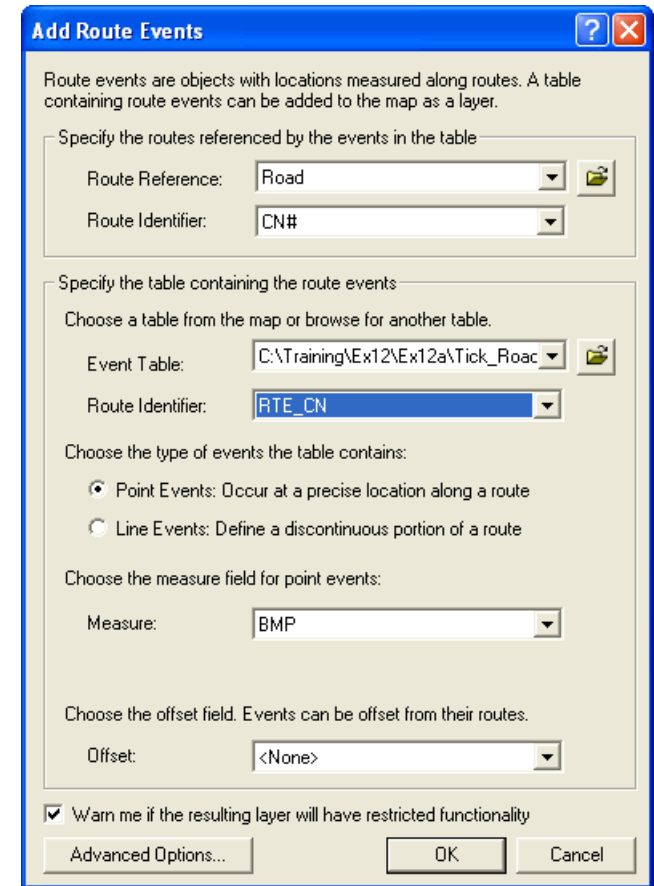 Add Route Events
Route events are objects with locations measured along routes. A table
containing route events can be added to the map as a layer.
Specify the routes referenced by the events in the table
Route Reference: Road
Route Identifier: CN#
Specify the table containing the route events
Choose a table from the map or browse for another table.
Event Table: C:\Training\Ex12\Ex12a\Tick_Roac
Route Identifier: RTE_CN
Choose the type of events the table contains:
Point Events: Occur at a precise location along a route
Line Events: Define a discontinuous portion of a route
Choose the measure field for point events:
Measure: BMP
Choose the offset field. Events can be offset from their routes.
Offset: <None>
Warn me if the resulting layer will have restricted functionality
Advanced Options... OK Cancel